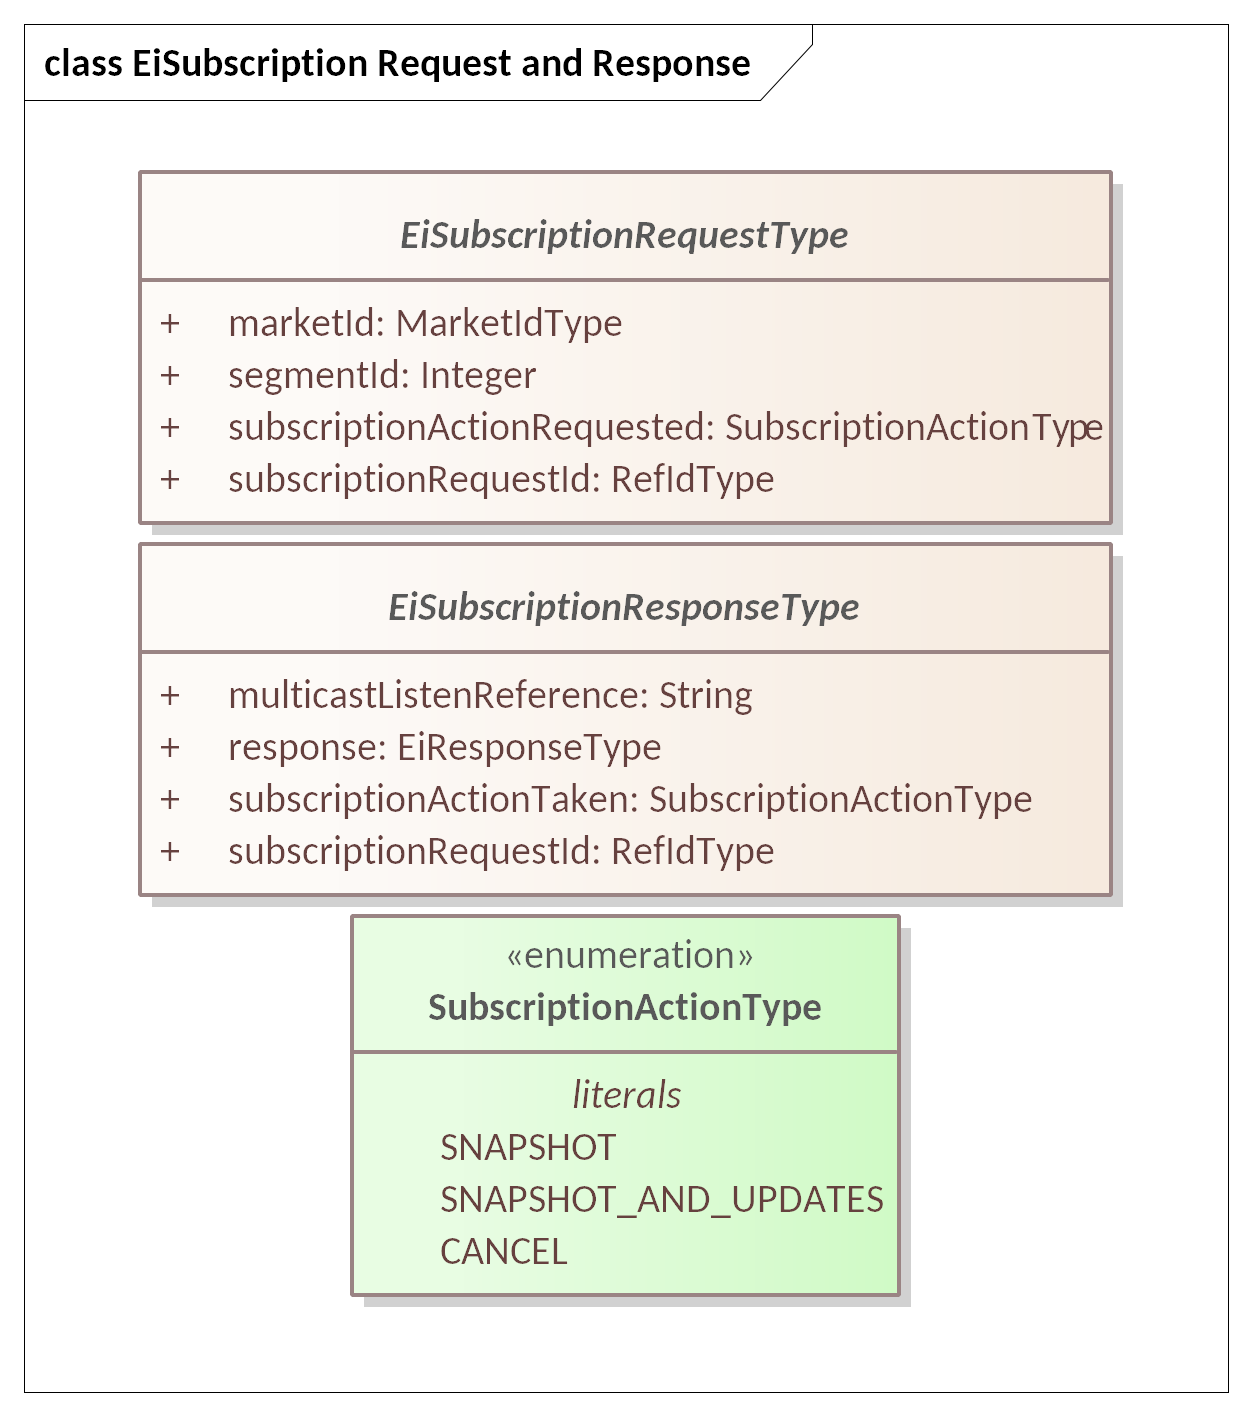 class EiSubscription Request and Response
EiSubscriptionRequestType
+ marketId: MarketIdType
+ segmentId: Integer
+ subscriptionActionRequested: SubscriptionActionType
+ subscriptionRequestId: RefIdType
EiSubscriptionResponseType
+ multicastListenReference: String
+ response: EiResponseType
+ subscriptionActionTaken: SubscriptionActionType
+ subscriptionRequestId: RefIdType
«enumeration»
SubscriptionActionType
literals
SNAPSHOT
SNAPSHOT_AND_UPDATES
CANCEL